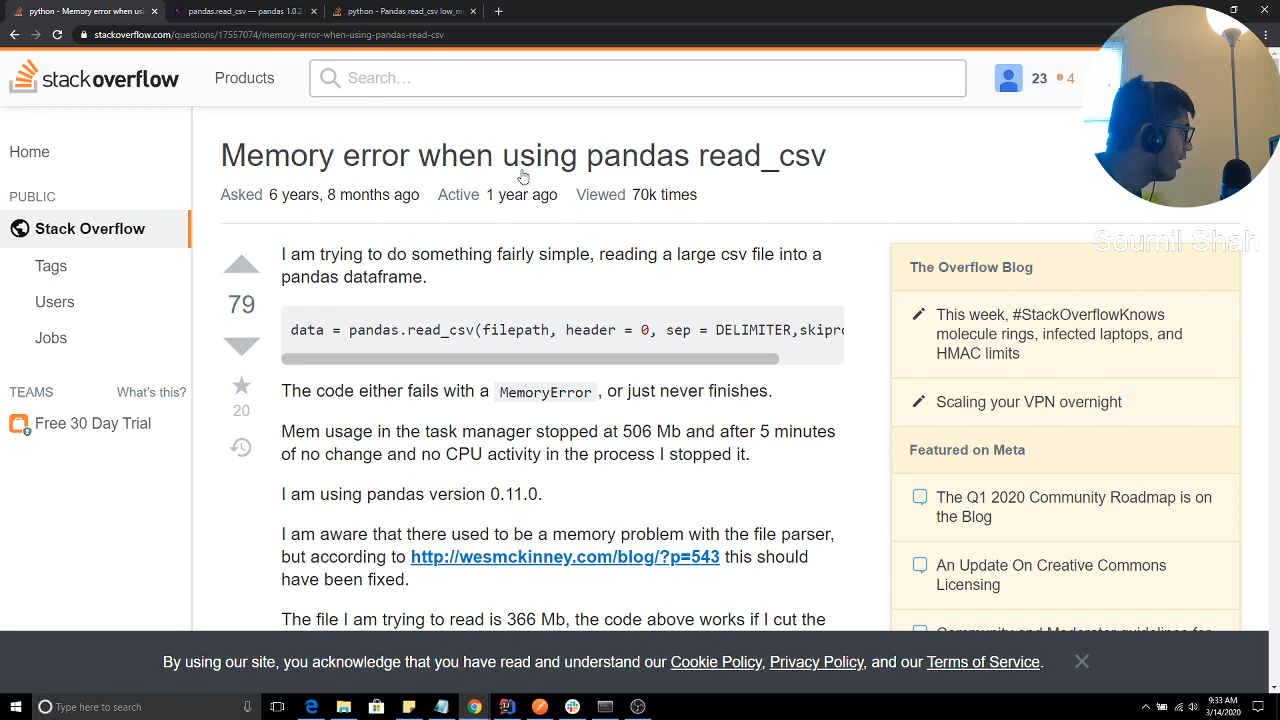 python - Memory error when usi
pandas.read_csv — pandas 1.0.2
python - Pandas read_csv low_m
stackoverflow.com/questions/17557074/memory-error-when-using-pandas-read-csv
stackoverflow
Products
Search...
23
4
Home
PUBLIC
Stack Overflow
Tags
Users
Jobs
TEAMS
What's this?
Free 30 Day Trial
Memory error when using pandas read_csv
Asked 6 years, 8 months ago Active 1 year ago Viewed 70k times
79
20
I am trying to do something fairly simple, reading a large csv file into a
pandas dataframe.
data = pandas.read_csv(filepath, header = 0, sep = DELIMITER,skipro
The code either fails with a MemoryError, or just never finishes.
Mem usage in the task manager stopped at 506 Mb and after 5 minutes
of no change and no CPU activity in the process I stopped it.
I am using pandas version 0.11.0.
I am aware that there used to be a memory problem with the file parser,
but according to http://wesmckinney.com/blog/?p=543 this should
have been fixed.
The file I am trying to read is 366 Mb, the code above works if I cut the
Soumil Shah
The Overflow Blog
This week, #StackOverflowKnows
molecule rings, infected laptops, and
HMAC limits
Scaling your VPN overnight
Featured on Meta
The Q1 2020 Community Roadmap is on
the Blog
An Update On Creative Commons
Licensing
Community and Moderator guidelines for
By using our site, you acknowledge that you have read and understand our Cookie Policy, Privacy Policy, and our Terms of Service.
Type here to search
9:33 AM
3/14/2020